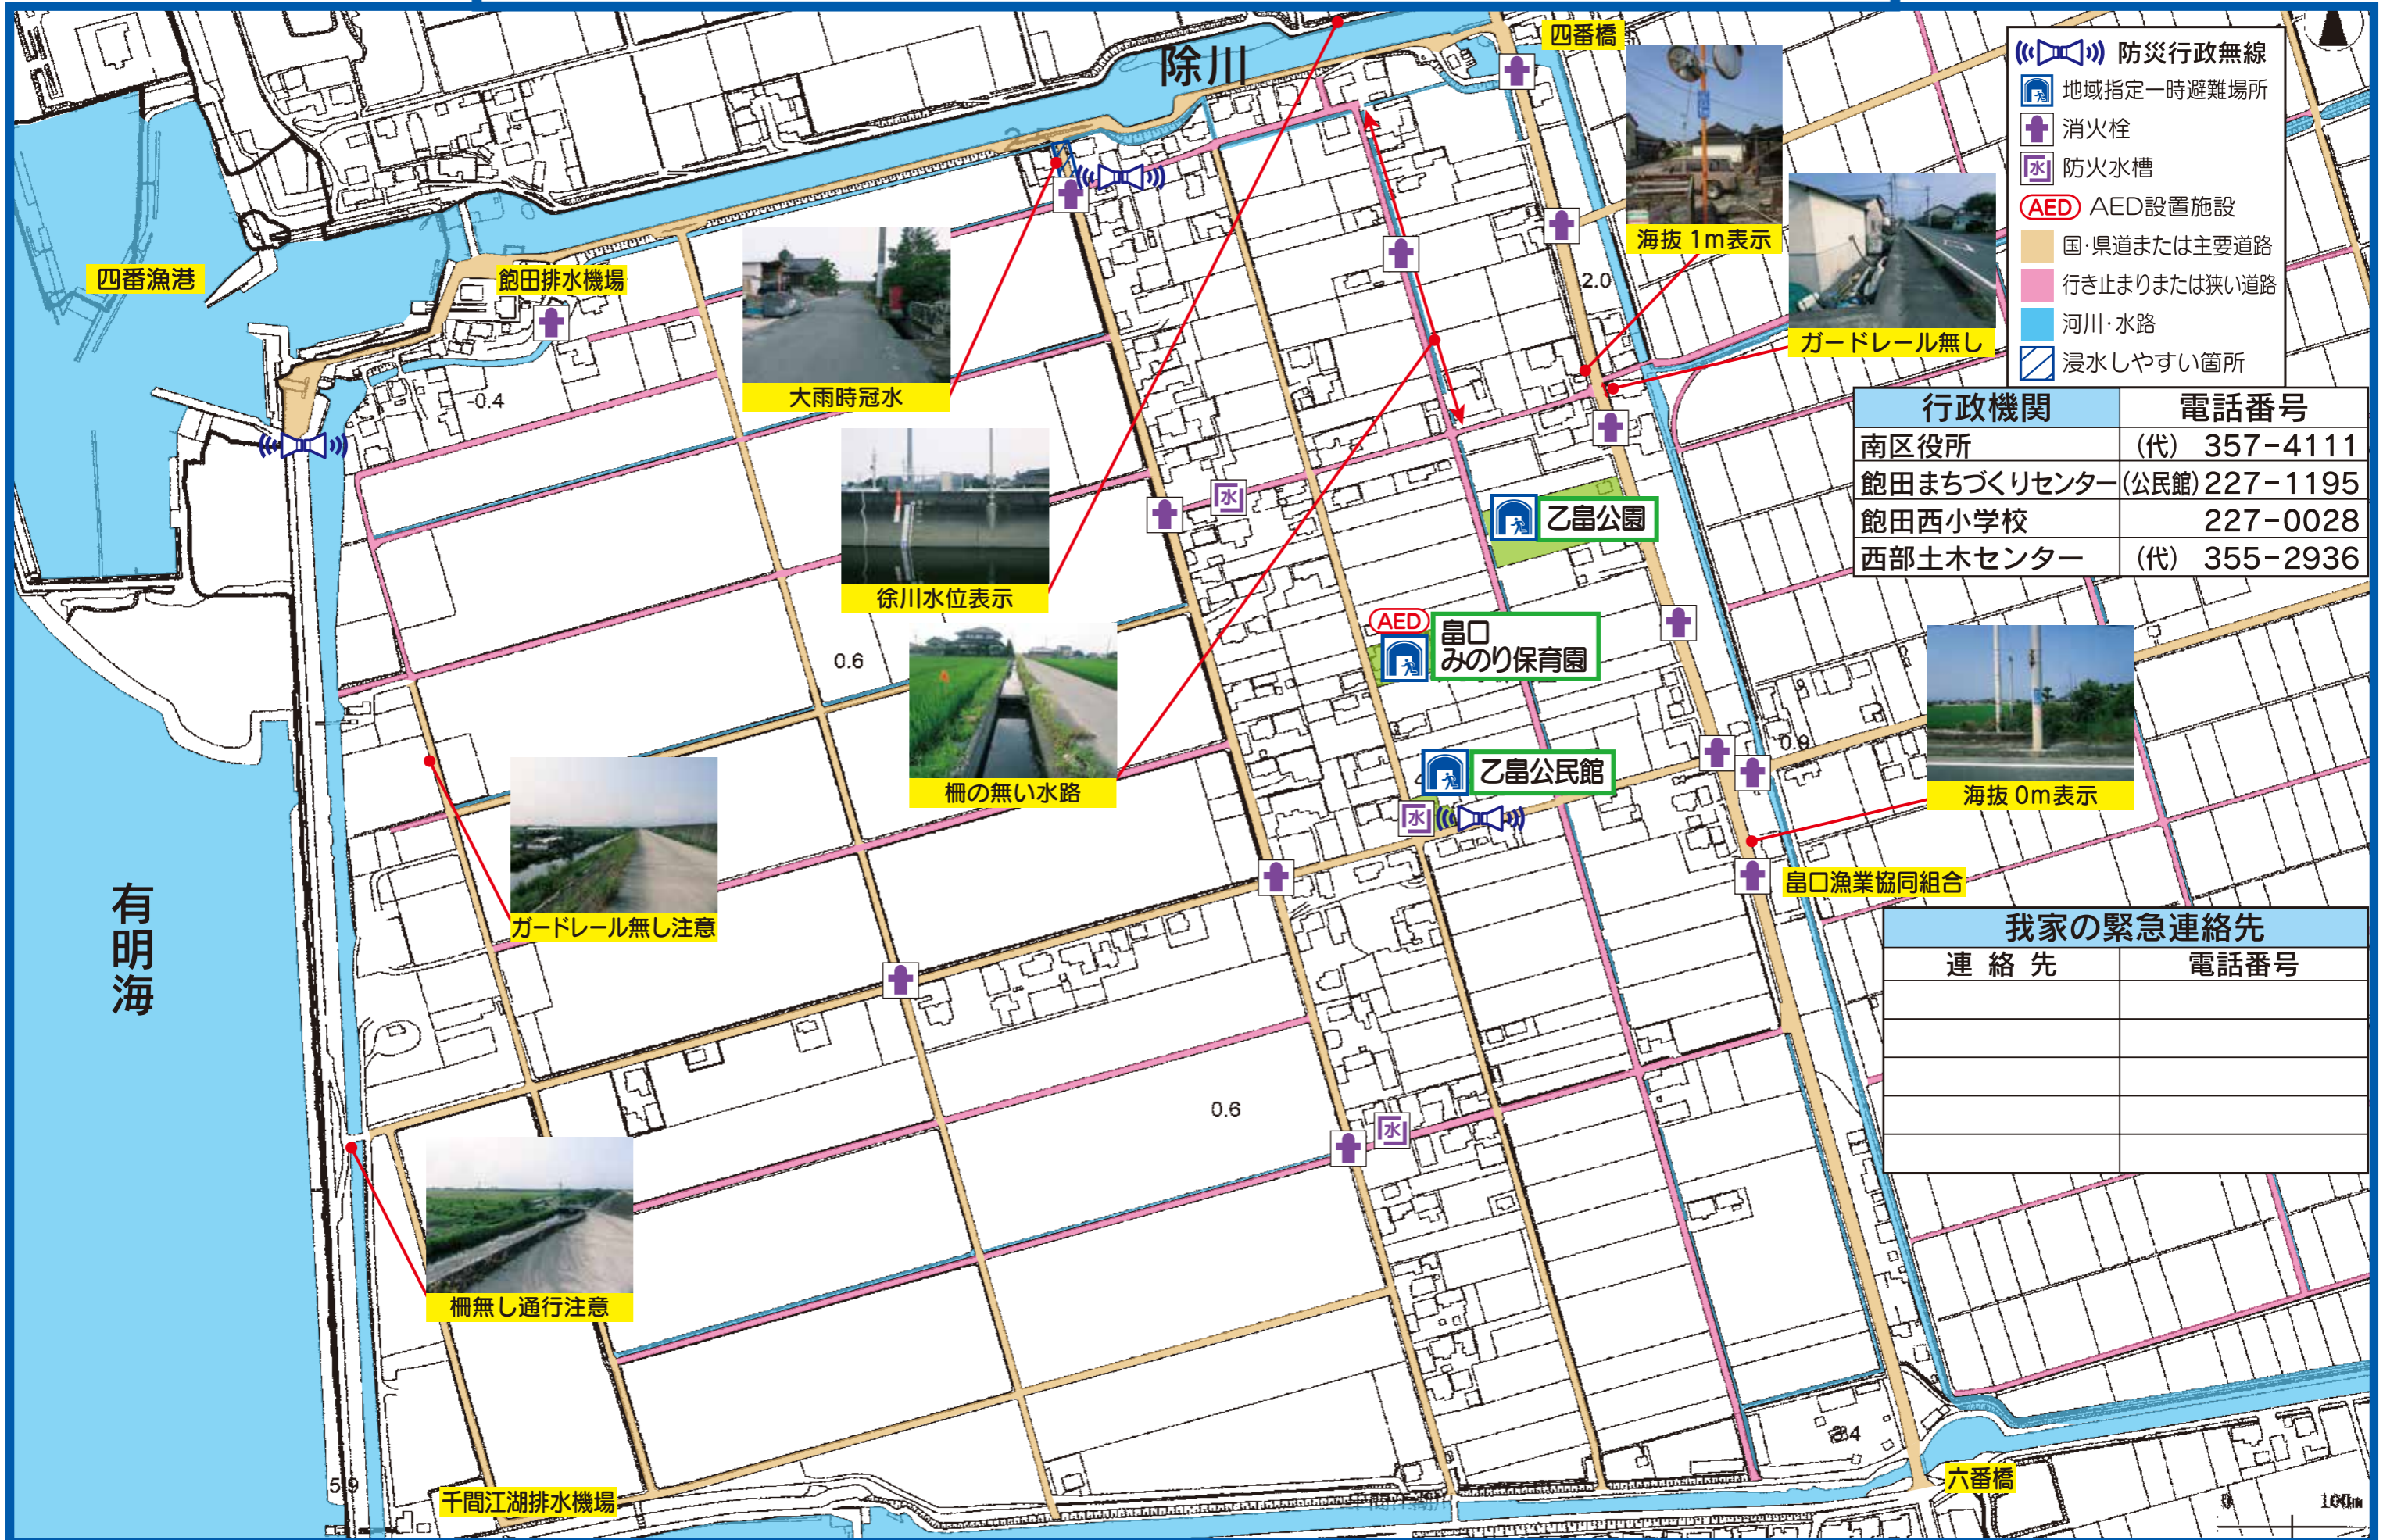 除川
四番橋
防災行政無線
地域指定一時避難場所
消火栓
水 防火水槽
AED AED設置施設
国・県道または主要道路
行き止まりまたは狭い道路
河川・水路
浸水しやすい箇所
海抜 1m表示
ガードレール無し
四番漁港
飽田排水機場
大雨時冠水
2.0
-0.4
行政機関 電話番号
南区役所 (代) 357-4111
飽田まちづくりセンター (公民館) 227-1195
飽田西小学校 227-0028
西部土木センター (代) 355-2936
水
乙畠公園
徐川水位表示
AED
畠口
みのり保育園
0.6
柵の無い水路
乙畠公民館
水
0.9
海抜 0m表示
畠口漁業協同組合
ガードレール無し注意
有明海
我家の緊急連絡先
連絡先 電話番号
0.6
水
柵無し通行注意
5.9
千間江湖排水機場
六番橋
0